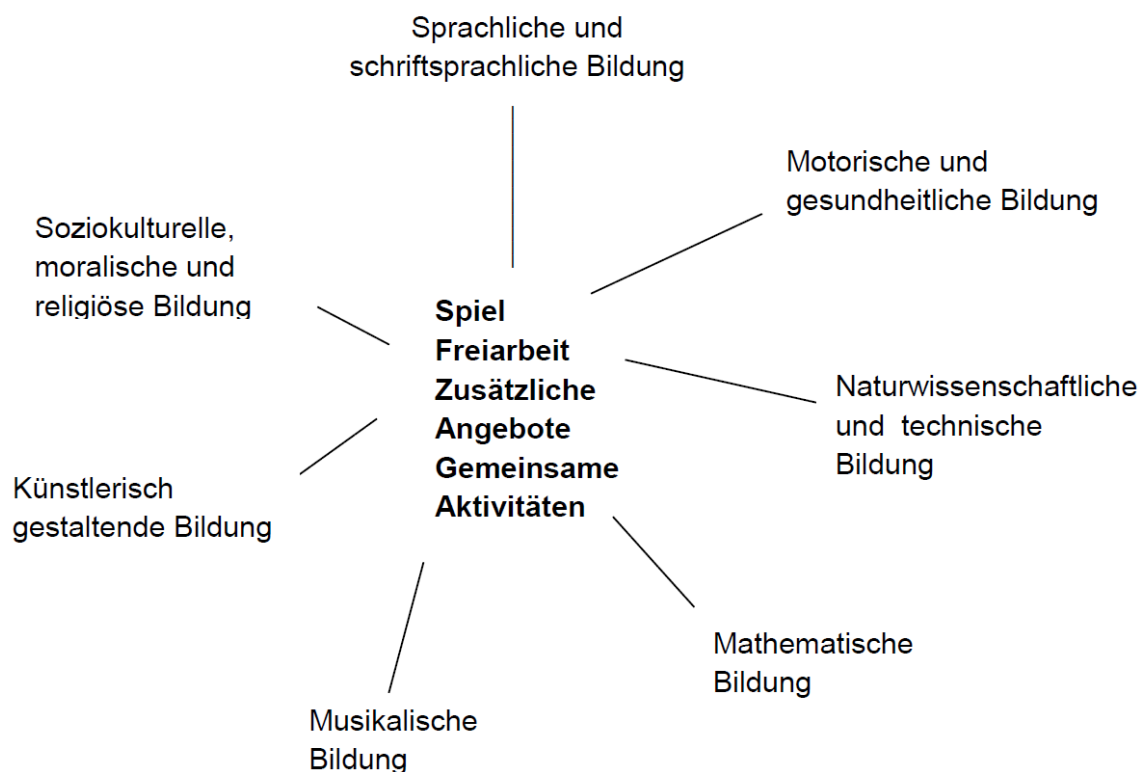 Sprachliche und
schriftsprachliche Bildung
Motorische und
gesundheitliche Bildung
Soziokulturelle,
moralische und
religiöse Bildung
Spiel
Freiarbeit
Zusätzliche
Angebote
Gemeinsame
Aktivitäten
Naturwissenschaftliche
und technische
Bildung
Künstlerisch
gestaltende Bildung
Mathematische
Bildung
Musikalische
Bildung